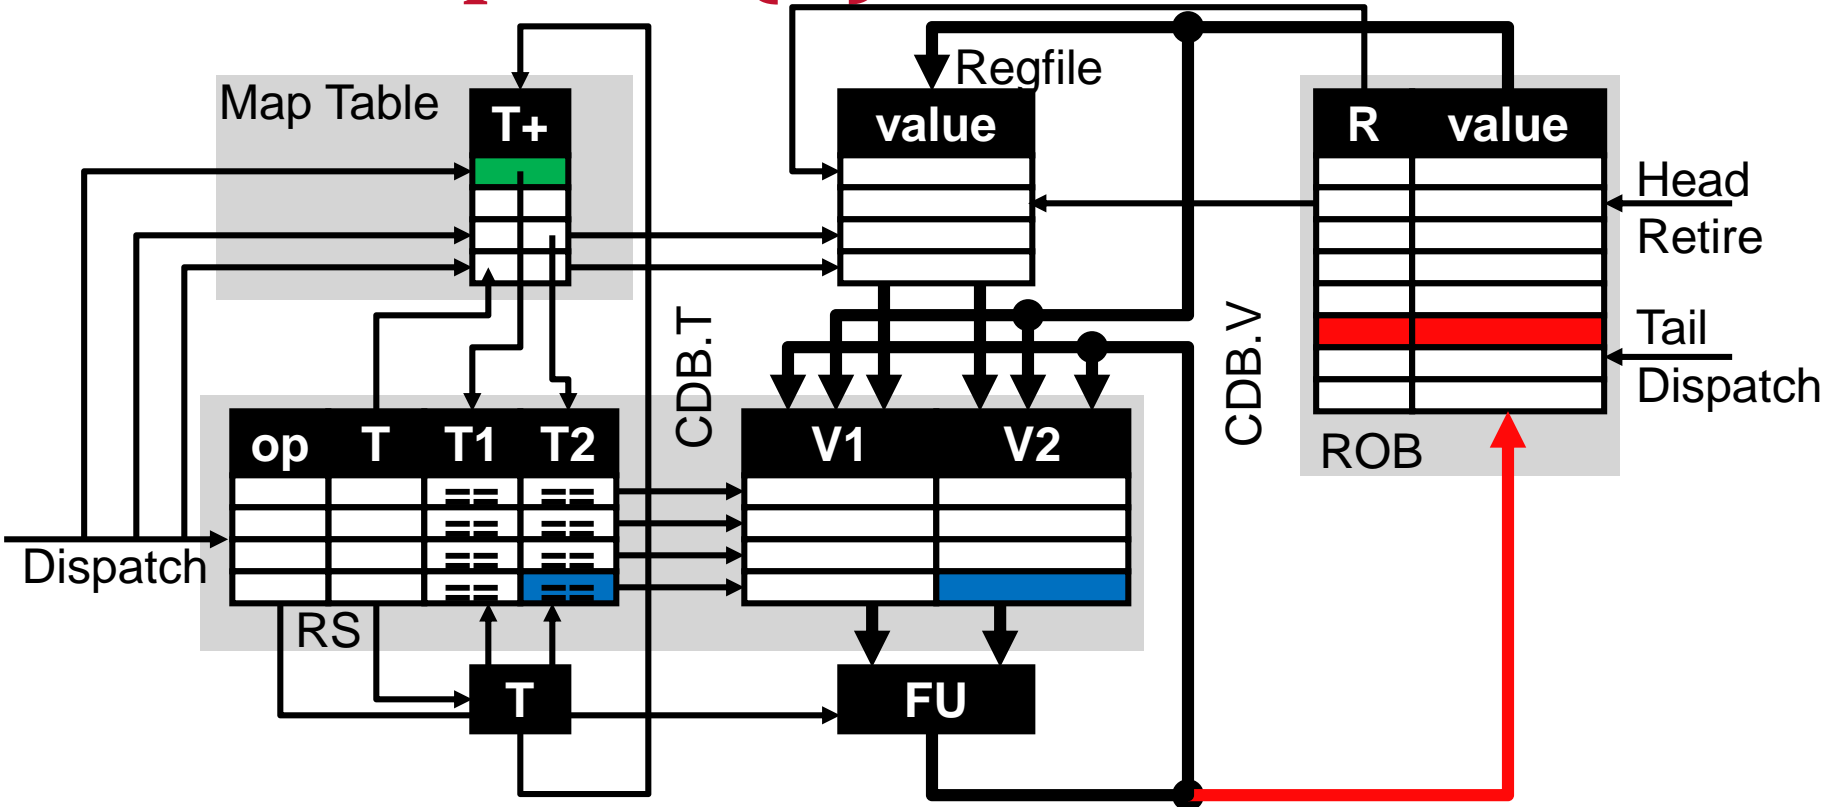 Regfile
Map Table
T+
value
R value
Head
Retire
CDB.T
CDB.V
Tail
Dispatch
op T T1 T2
V1 V2
ROB
== ==
== ==
== ==
== ==
Dispatch
RS
T
FU